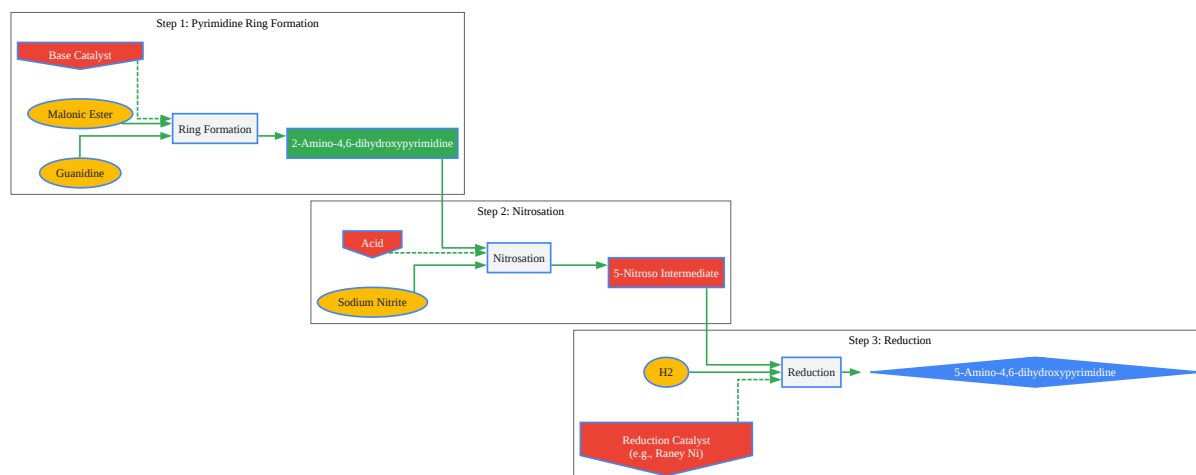 Step 1: Pyrimidine Ring Formation
Base Catalyst
Malonic Ester
Ring Formation
2-Amino-4,6-dihydroxypyrimidine
Guanidine
Step 2: Nitrosation
Acid
Nitrosation
5-Nitroso Intermediate
Sodium Nitrite
Step 3: Reduction
H2
Reduction
5-Amino-4,6-dihydroxypyrimidine
Reduction Catalyst
(e.g., Raney Ni)